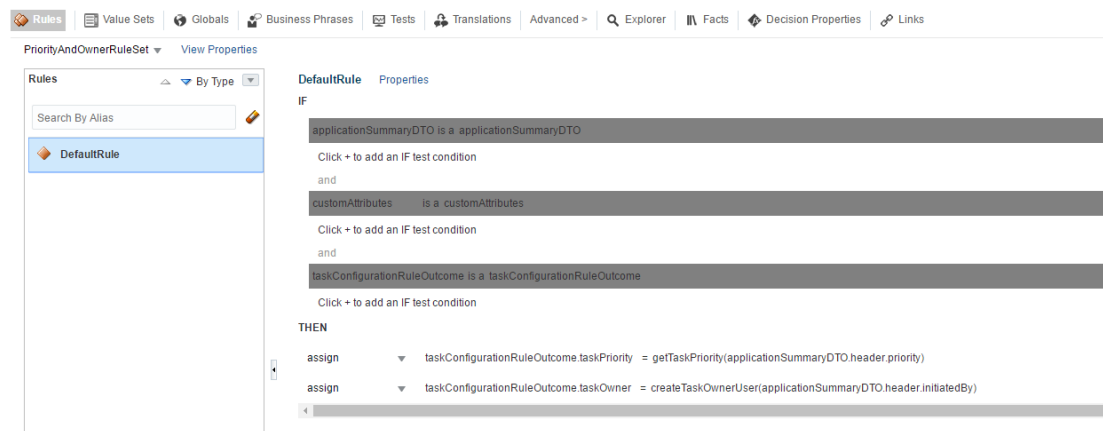 Rules Value Sets Globals Business Phrases Tests Translations Advanced > Explorer Facts Decision Properties Links
PriorityAndOwnerRuleSet View Properties
Rules By Type
Search By Alias
DefaultRule
DefaultRule Properties
IF
applicationSummaryDTO is a applicationSummaryDTO
Click + to add an IF test condition
and
customAttributes is a customAttributes
Click + to add an IF test condition
and
taskConfigurationRuleOutcome is a taskConfigurationRuleOutcome
Click + to add an IF test condition
THEN
assign taskConfigurationRuleOutcome.taskPriority = getTaskPriority(applicationSummaryDTO.header.priority)
assign taskConfigurationRuleOutcome.taskOwner = createTaskOwnerUser(applicationSummaryDTO.header.initiatedBy)